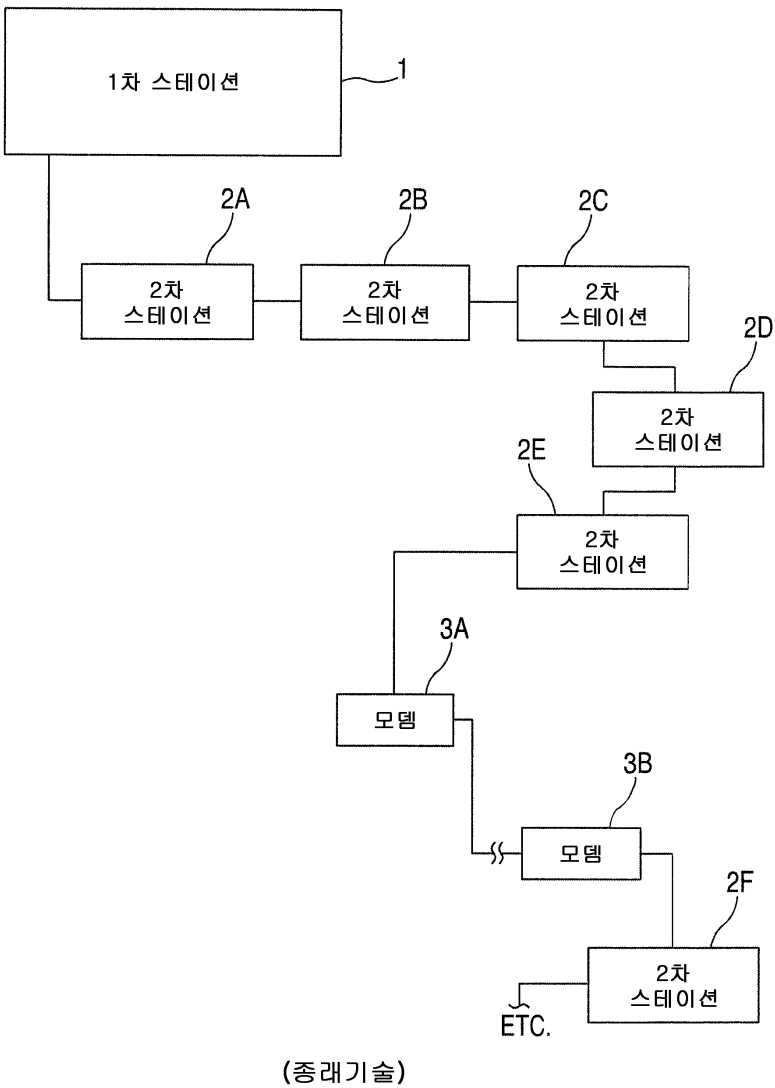 1차 스테이션
1
2A
2B
2C
2차
스테이션
2차
스테이션
2차
스테이션
2D
2차
스테이션
2E
2차
스테이션
3A
모뎀
3B
모뎀
2F
2차
스테이션
ETC.
(종래기술)